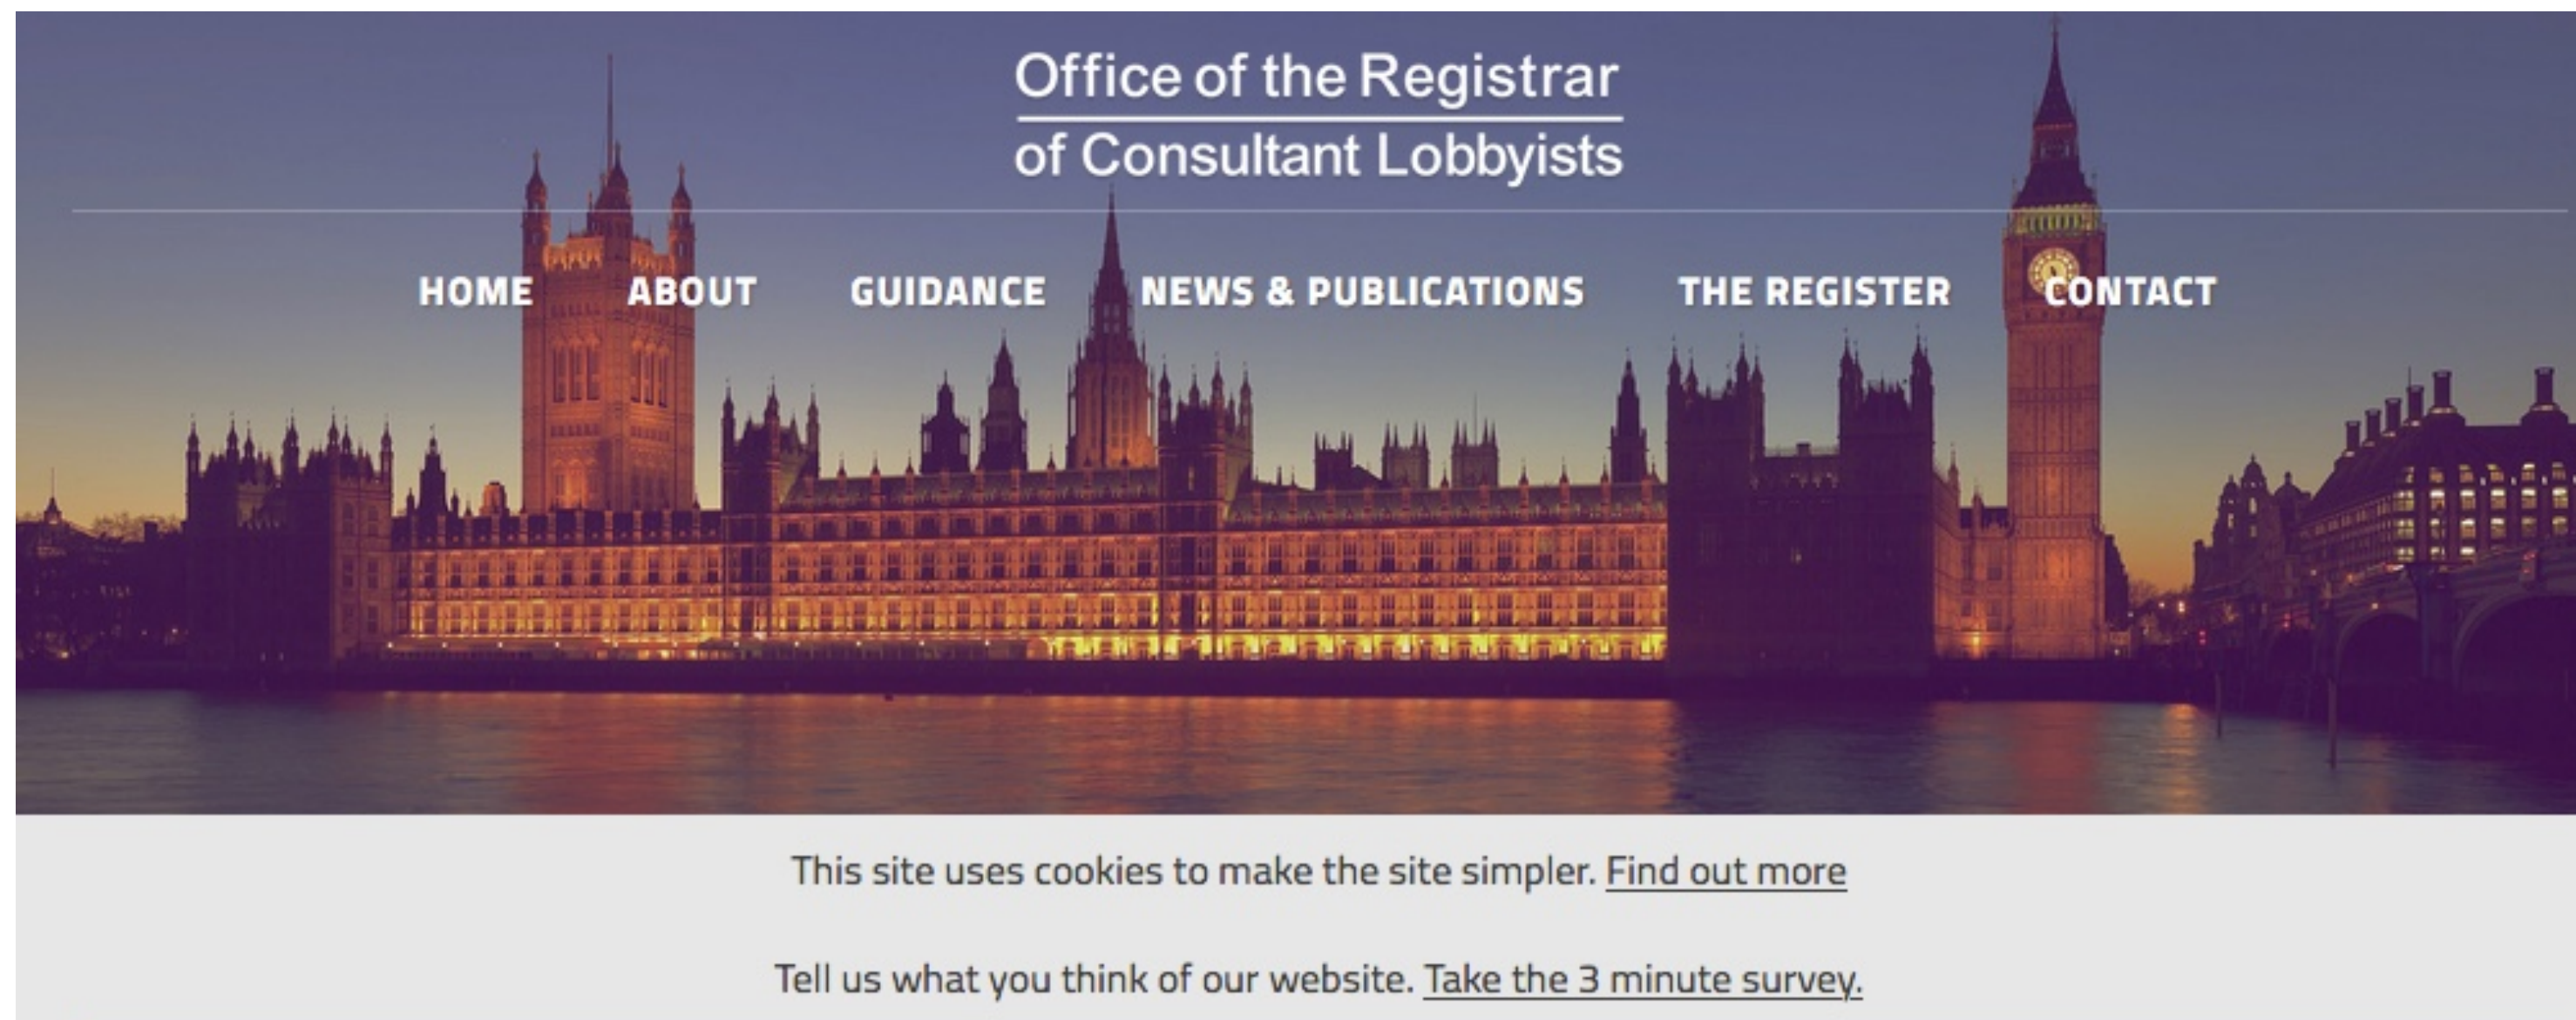 Office of the Registrar
of Consultant Lobbyists
HOME ABOUT GUIDANCE NEWS & PUBLICATIONS THE REGISTER CONTACT
This site uses cookies to make the site simpler. Find out more
Tell us what you think of our website. Take the 3 minute survey.